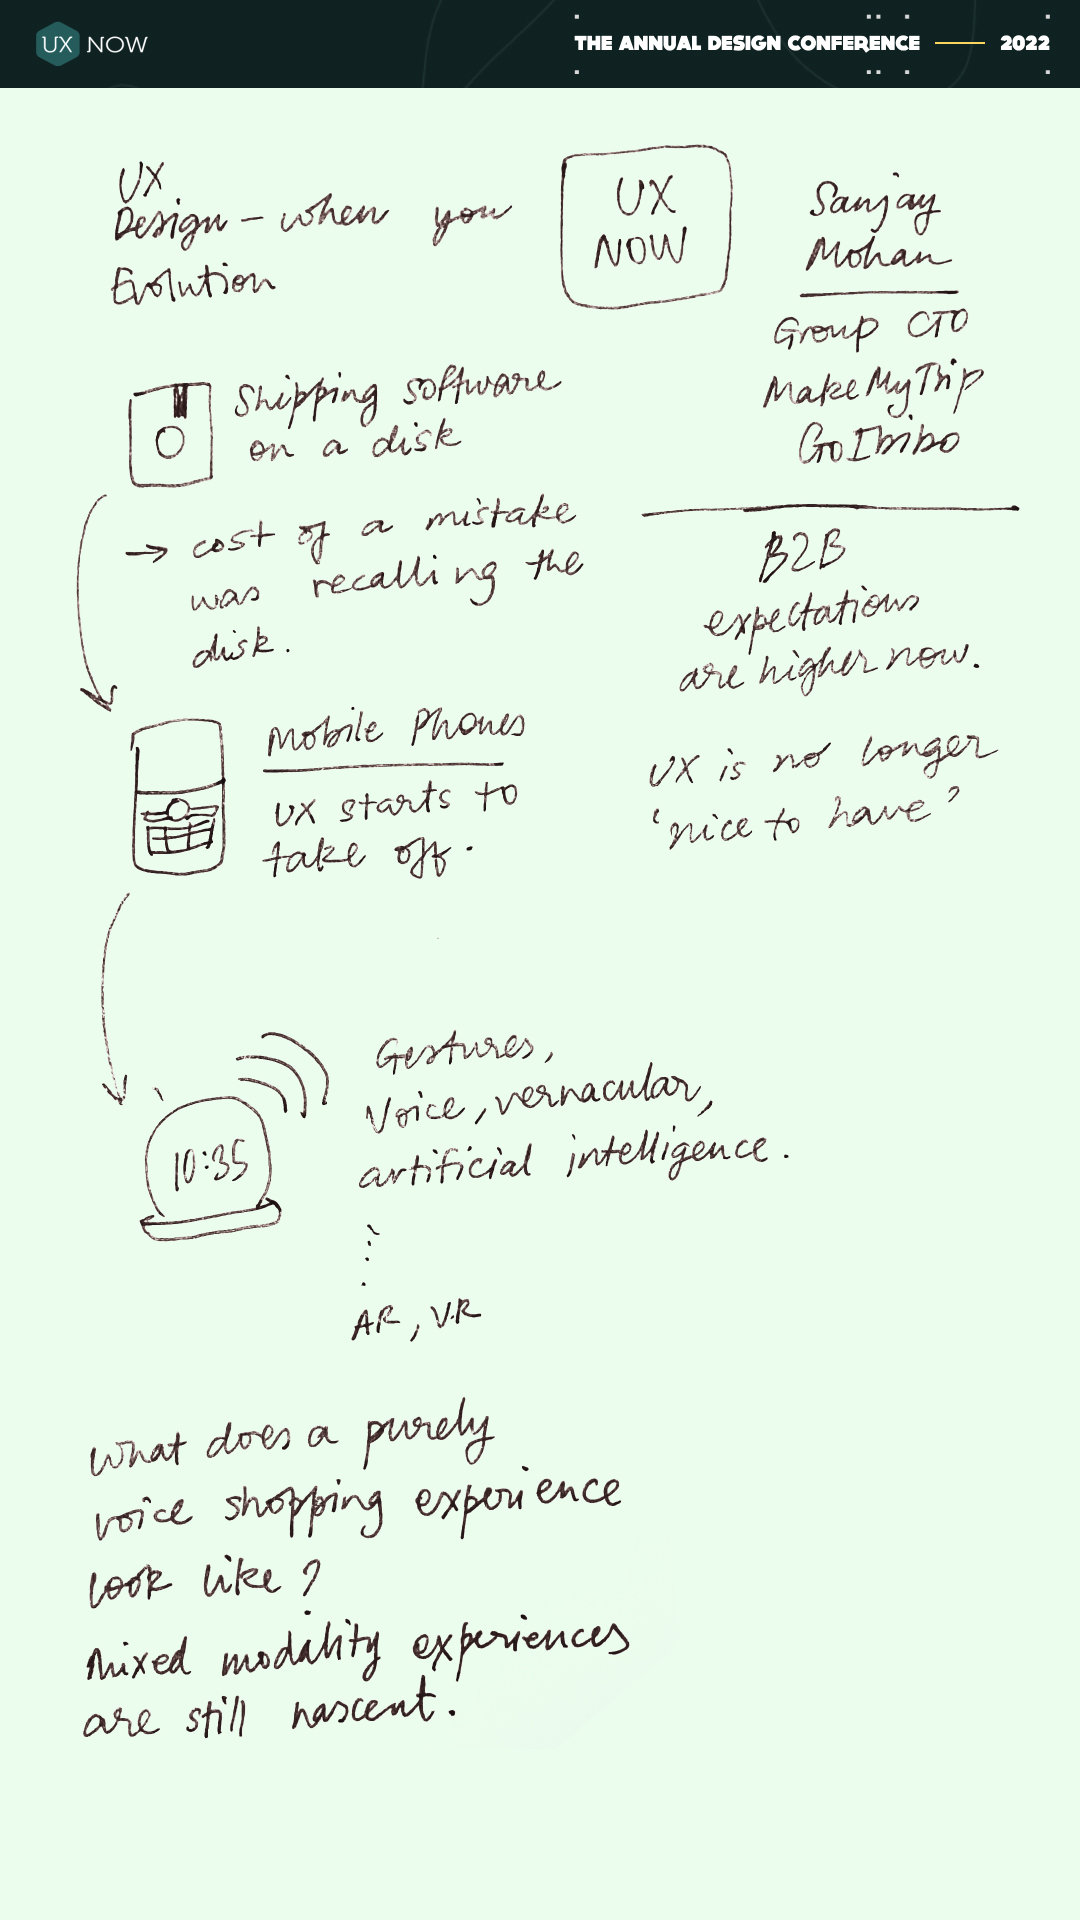 UX NOW
THE ANNUAL DESIGN CONFERENCE — 2022
UX
Design – when you
Evolution
UX
NOW
Sanjay
Mohan
Group CTO
MakeMyTrip
GoIbibo
Shipping software
on a disk
→ cost of a mistake
was recalling the
disk.
B2B
expectations
are higher now.
Mobile Phones
UX starts to
take off.
UX is no longer
'nice to have'
10:35
Gestures,
Voice, vernacular,
artificial intelligence.
AR, VR
What does a purely
voice shopping experience
look like?
Mixed modality experiences
are still nascent.